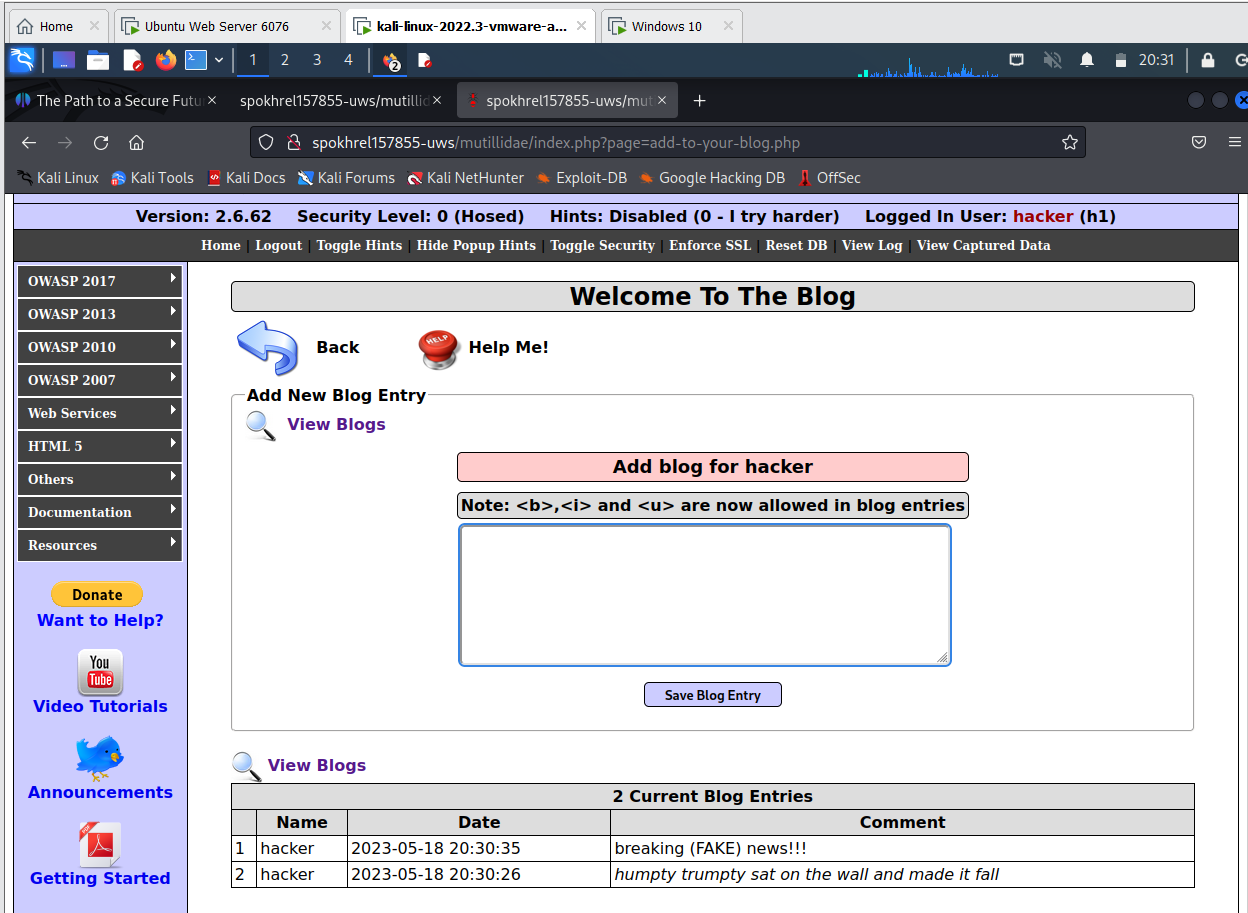 Home
Ubuntu Web Server 6076
kali-linux-2022.3-vmware-a...
Windows 10
1 2 3 4
2
20:31
The Path to a Secure Futu
spokhrel157855-uws/mutillid
spokhrel157855-uws/mut
spokhrel157855-uws/mutillidae/index.php?page=add-to-your-blog.php
Kali Linux Kali Tools Kali Docs Kali Forums Kali NetHunter Exploit-DB Google Hacking DB OffSec
Version: 2.6.62 Security Level: 0 (Hosed) Hints: Disabled (0 - I try harder) Logged In User: hacker (h1)
Home | Logout | Toggle Hints | Hide Popup Hints | Toggle Security | Enforce SSL | Reset DB | View Log | View Captured Data
OWASP 2017
OWASP 2013
OWASP 2010
OWASP 2007
Web Services
HTML 5
Others
Documentation
Resources
Donate
Want to Help?
You
Tube
Video Tutorials
Announcements
PDF
Getting Started
Welcome To The Blog
Back
HELP
Help Me!
Add New Blog Entry
View Blogs
Add blog for hacker
Note: <b>,<i> and <u> are now allowed in blog entries
Save Blog Entry
View Blogs
2 Current Blog Entries
Name Date Comment
1 hacker 2023-05-18 20:30:35 breaking (FAKE) news!!!
2 hacker 2023-05-18 20:30:26 humpty trumpty sat on the wall and made it fall